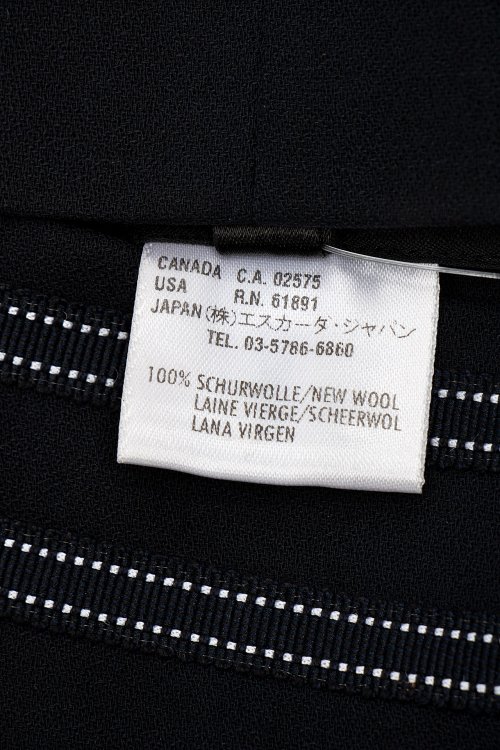 CANADA C.A. 02575
USA R.N. 61891
JAPAN (株)エスカーダ・ジャパン
TEL. 03-5786-6860
100% SCHURWOLLE/NEW WOOL
LAINE VIERGE/SCHEERWOL
LANA VIRGEN